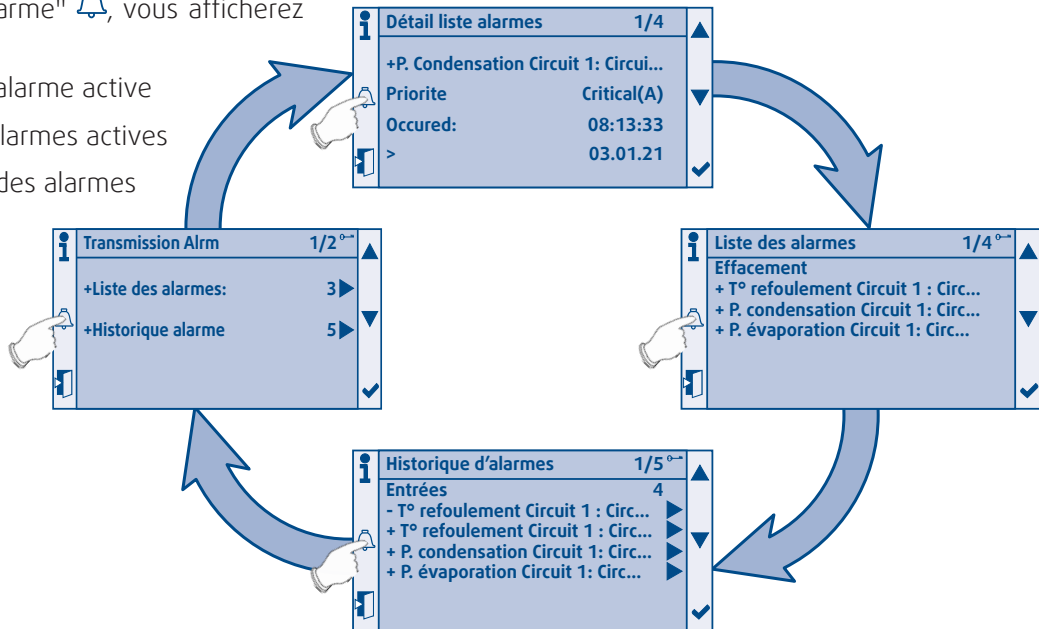 arme" , vous afficherez
alarme active
larmes actives
des alarmes
Détail liste alarmes 1/4
+P. Condensation Circuit 1: Circui...
Priorite Critical(A)
Occured: 08:13:33
> 03.01.21
Transmission Alrm 1/2
+Liste des alarmes: 3
+Historique alarme 5
Liste des alarmes 1/4
Effacement
+ T° refoulement Circuit 1 : Circ...
+ P. condensation Circuit 1: Circ...
+ P. évaporation Circuit 1: Circ...
Historique d'alarmes 1/5
Entrées 4
- T° refoulement Circuit 1 : Circ...
+ T° refoulement Circuit 1 : Circ...
+ P. condensation Circuit 1: Circ...
+ P. évaporation Circuit 1: Circ...